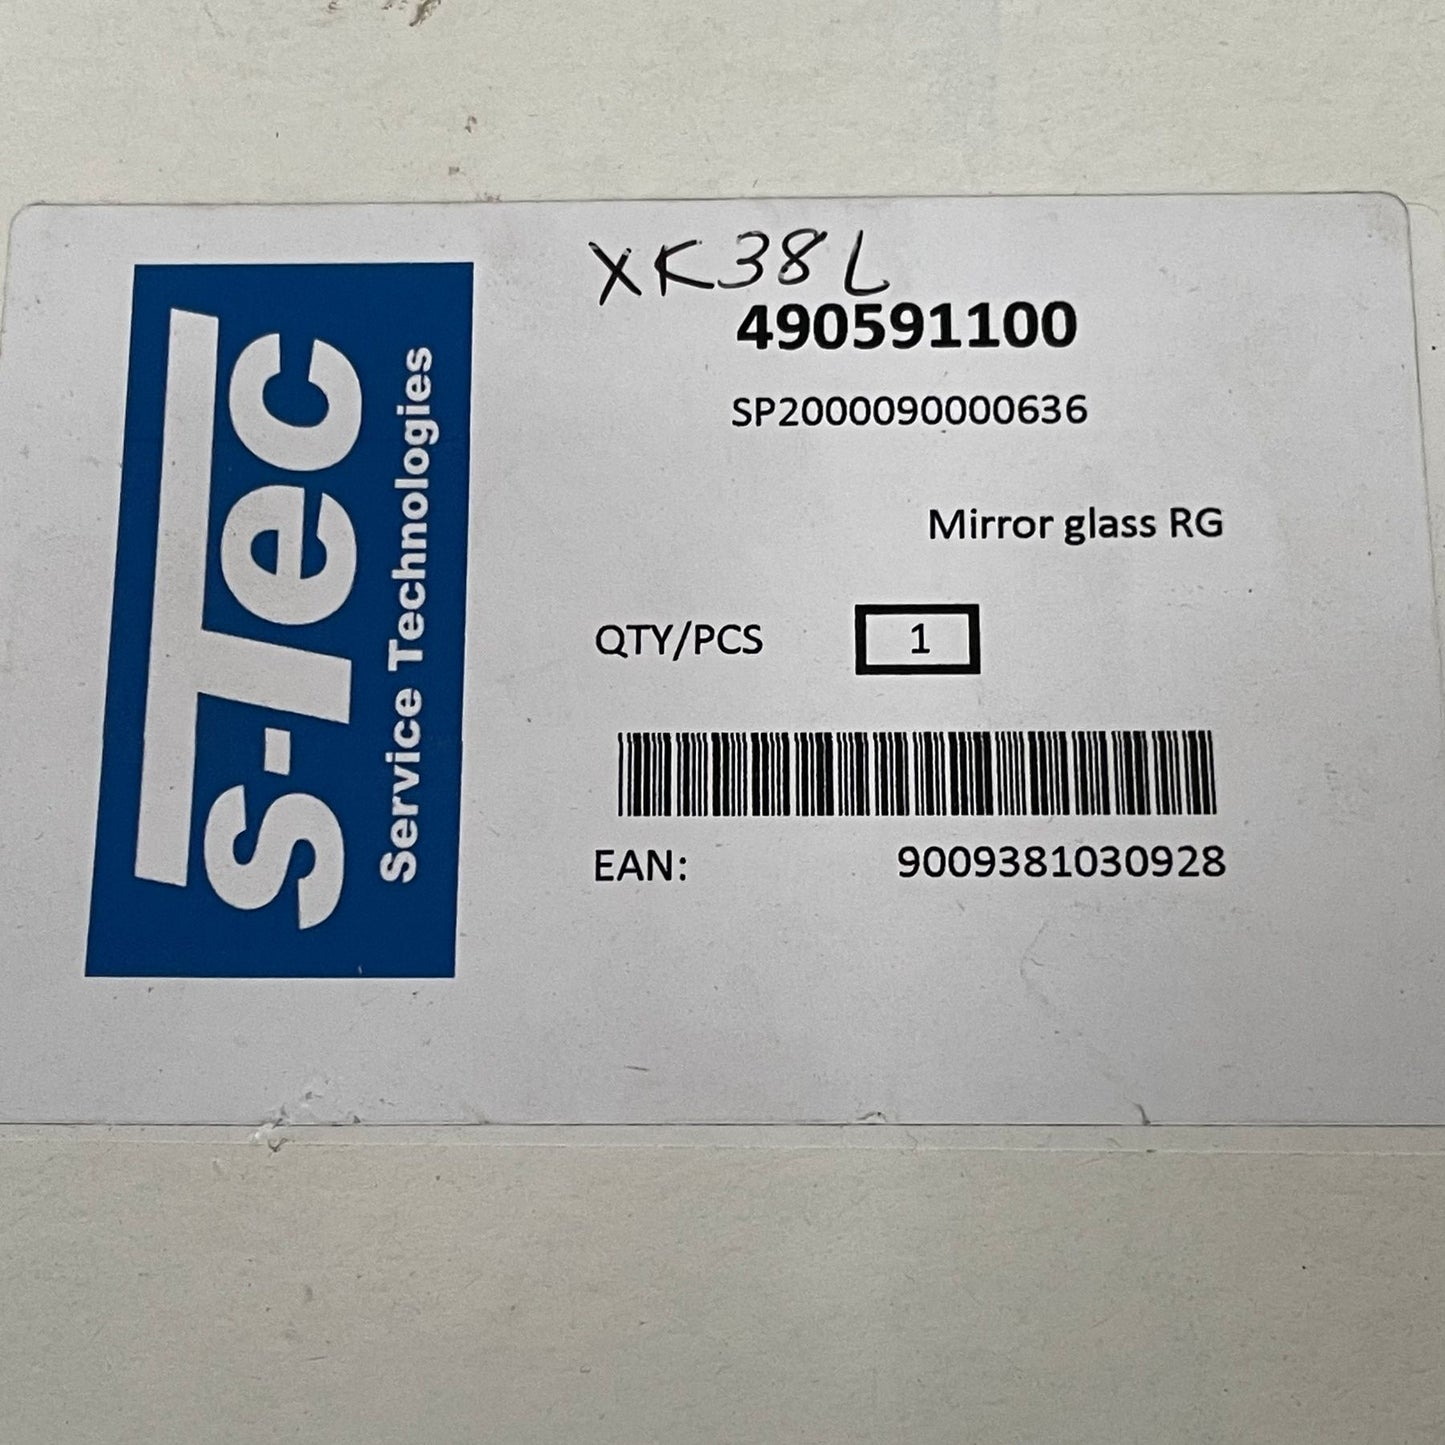 S-Tec
Service Technologies
XK38L
490591100
SP2000090000636
Mirror glass RG
QTY/PCS 1
EAN: 9009381030928